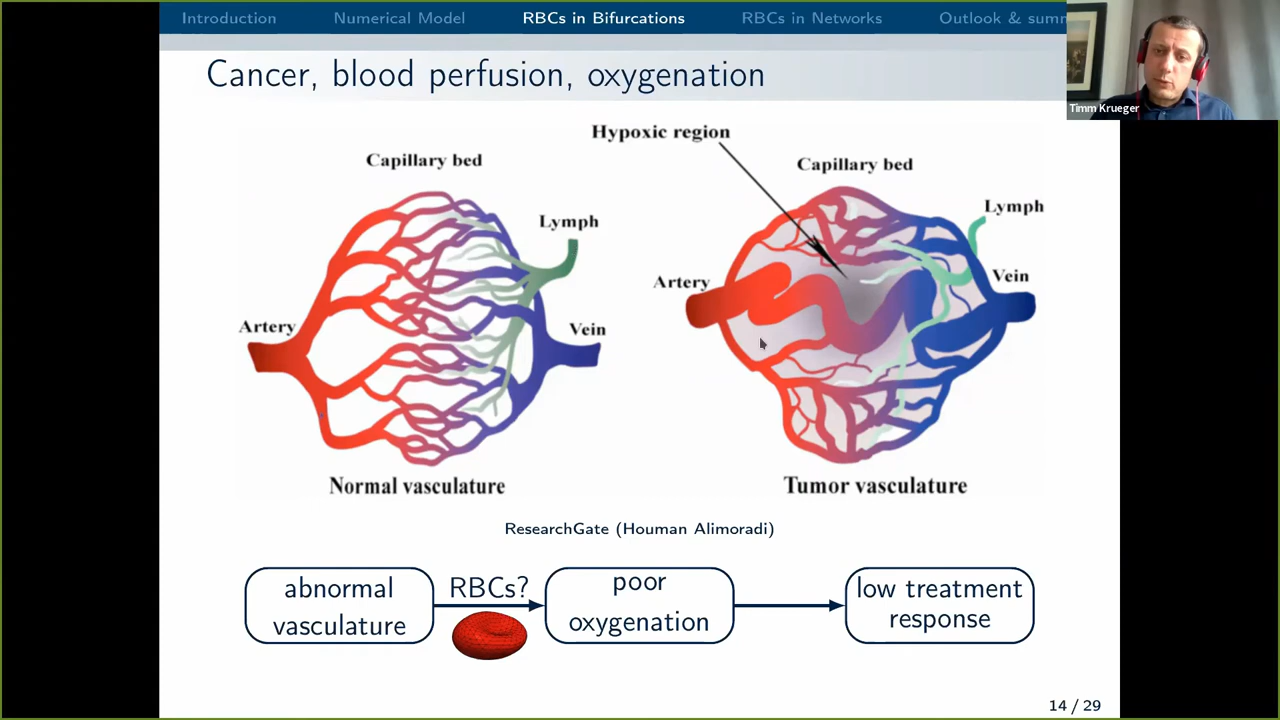 Introduction
Numerical Model
RBCs in Bifurcations
RBCs in Networks
Outlook & summ
Timm Krueger
Cancer, blood perfusion, oxygenation
Hypoxic region
Capillary bed
Capillary bed
Lymph
Lymph
Artery
Vein
Artery
Vein
Normal vasculature
Tumor vasculature
ResearchGate (Houman Alimoradi)
abnormal
vasculature
RBCs?
poor
oxygenation
low treatment
response
14 / 29